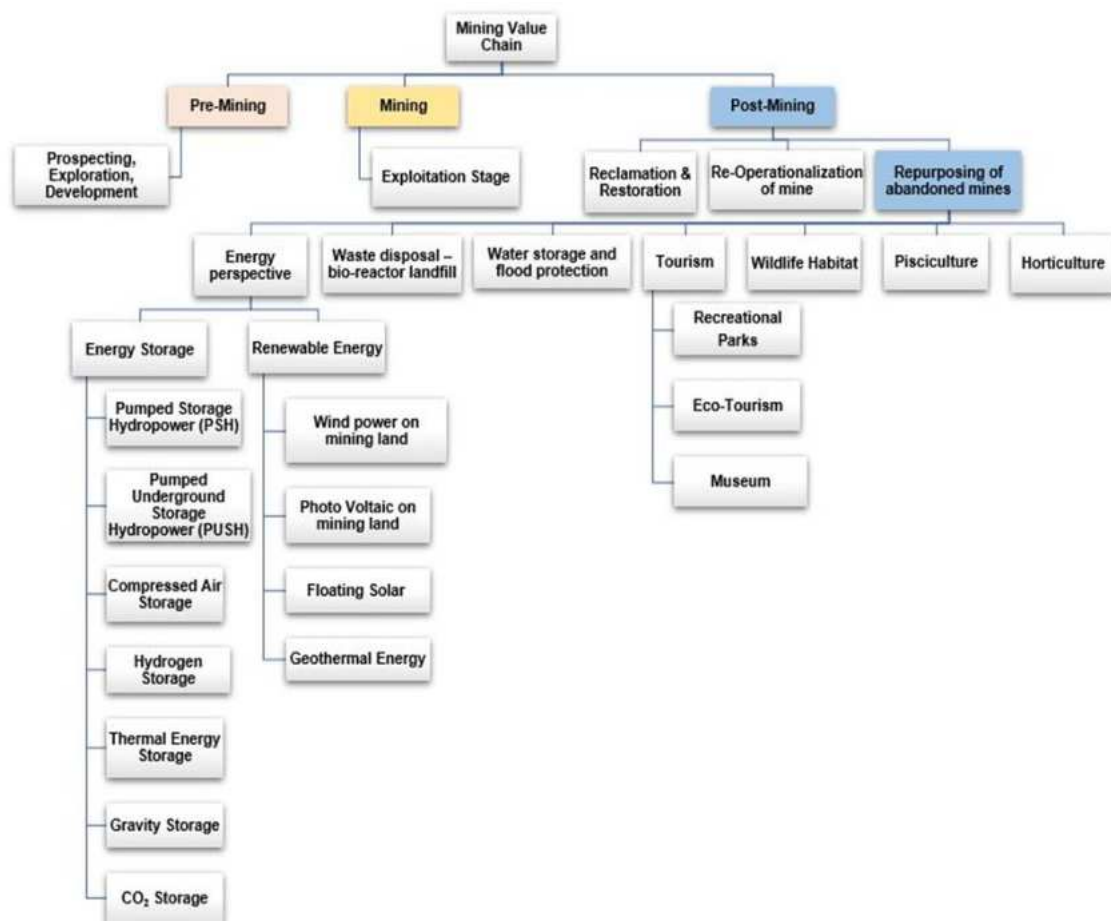 Mining Value
Chain
Pre-Mining
Mining
Post-Mining
Prospecting,
Exploration,
Development
Exploitation Stage
Reclamation &
Restoration
Re-Operationalization
of mine
Repurposing of
abandoned mines
Energy
perspective
Waste disposal –
bio-reactor landfill
Water storage and
flood protection
Tourism
Wildlife Habitat
Pisciculture
Horticulture
Energy Storage
Renewable Energy
Recreational
Parks
Eco-Tourism
Museum
Pumped Storage
Hydropower (PSH)
Pumped
Underground
Storage
Hydropower (PUSH)
Compressed Air
Storage
Hydrogen
Storage
Thermal Energy
Storage
Gravity Storage
CO₂ Storage
Wind power on
mining land
Photo Voltaic on
mining land
Floating Solar
Geothermal Energy